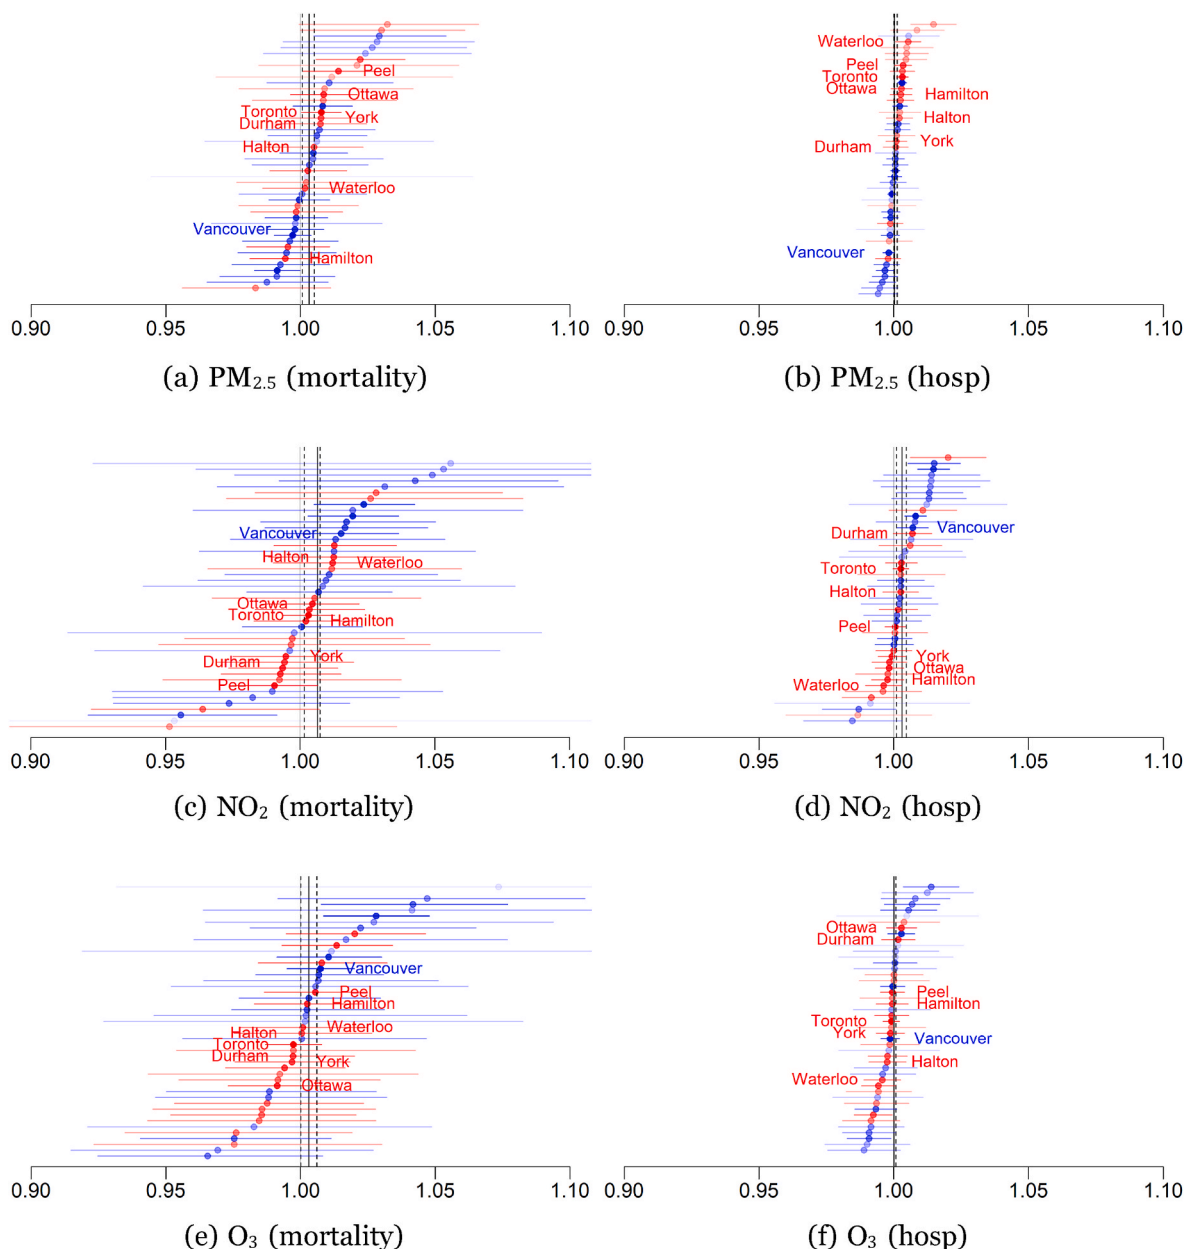 Peel
Ottawa
Toronto
York
Durham
Halton
Waterloo
Vancouver
Hamilton
0.90 0.95 1.00 1.05 1.10
(a) PM2.5 (mortality)
Waterloo
Peel
Toronto
Ottawa
Hamilton
Halton
York
Durham
Vancouver
0.90 0.95 1.00 1.05 1.10
(b) PM2.5 (hosp)
Vancouver
Halton
Waterloo
Ottawa
Toronto
Hamilton
York
Durham
Peel
0.90 0.95 1.00 1.05 1.10
(c) NO2 (mortality)
Vancouver
Durham
Toronto
Halton
Peel
York
Ottawa
Hamilton
Waterloo
0.90 0.95 1.00 1.05 1.10
(d) NO2 (hosp)
Vancouver
Peel
Hamilton
Waterloo
Halton
Toronto
Durham
York
Ottawa
0.90 0.95 1.00 1.05 1.10
(e) O3 (mortality)
Ottawa
Durham
Peel
Hamilton
Toronto
York
Vancouver
Halton
Waterloo
0.90 0.95 1.00 1.05 1.10
(f) O3 (hosp)